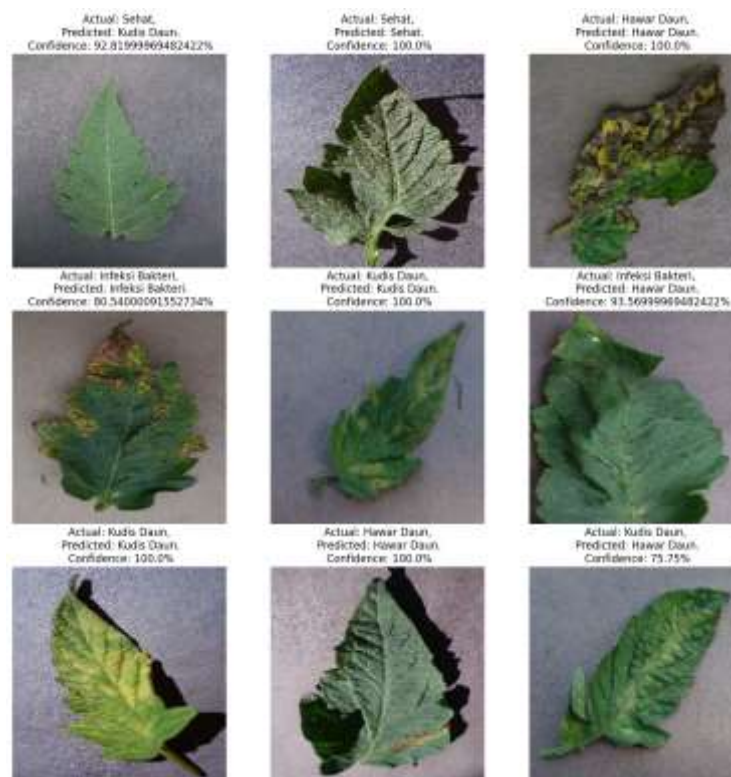 Actual: Sehat,
Predicted: Kudis Daun.
Confidence: 92.81999969482422%
Actual: Sehat,
Predicted: Sehat.
Confidence: 100.0%
Actual: Hawar Daun,
Predicted: Hawar Daun.
Confidence: 100.0%
Actual: Infeksi Bakteri,
Predicted: Infeksi Bakteri.
Confidence: 80.54000091552734%
Actual: Kudis Daun,
Predicted: Kudis Daun.
Confidence: 100.0%
Actual: Infeksi Bakteri,
Predicted: Hawar Daun.
Confidence: 93.56999969482422%
Actual: Kudis Daun,
Predicted: Kudis Daun.
Confidence: 100.0%
Actual: Hawar Daun,
Predicted: Hawar Daun.
Confidence: 100.0%
Actual: Kudis Daun,
Predicted: Hawar Daun.
Confidence: 75.75%